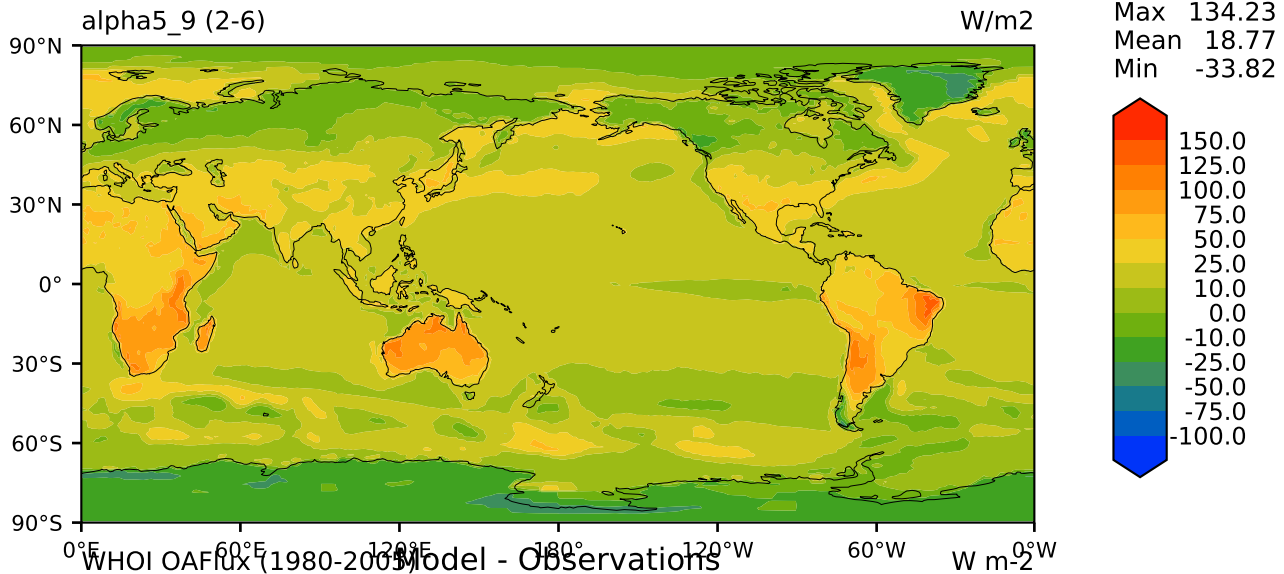 alpha5_9 (2-6)
W/m2
Max 134.23
Mean 18.77
Min -33.82
90°N
60°N
30°N
0°
30°S
60°S
90°S
0°E
60°E
120°E
180°
120°W
60°W
0°W
150.0
125.0
100.0
75.0
50.0
25.0
10.0
0.0
-10.0
-25.0
-50.0
-75.0
-100.0
WHOI OAFlux (1980-2005)
Model - Observations
W m-2